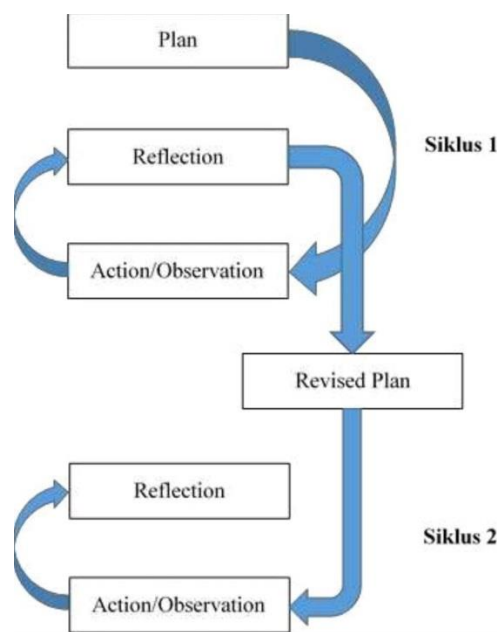 Plan
Siklus 1
Reflection
Action/Observation
Revised Plan
Reflection
Siklus 2
Action/Observation